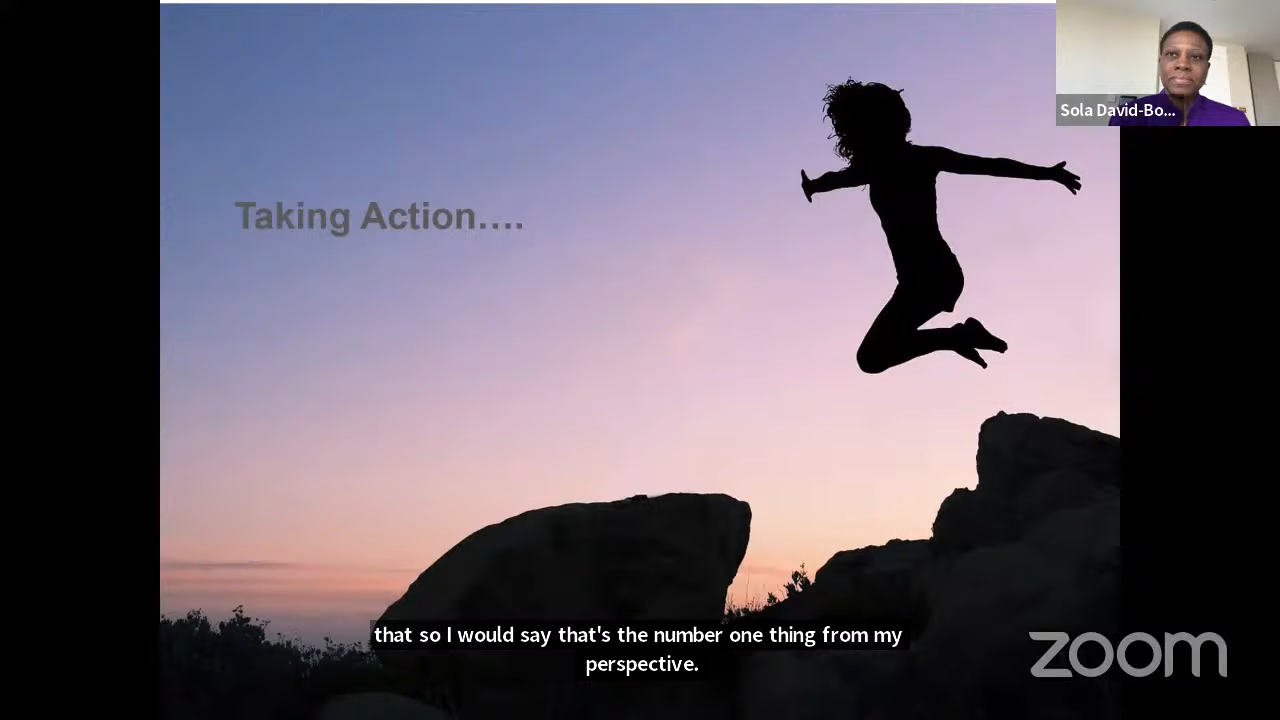 Sola David-Bo...
Taking Action....
that so I would say that's the number one thing from my
perspective.
zoom